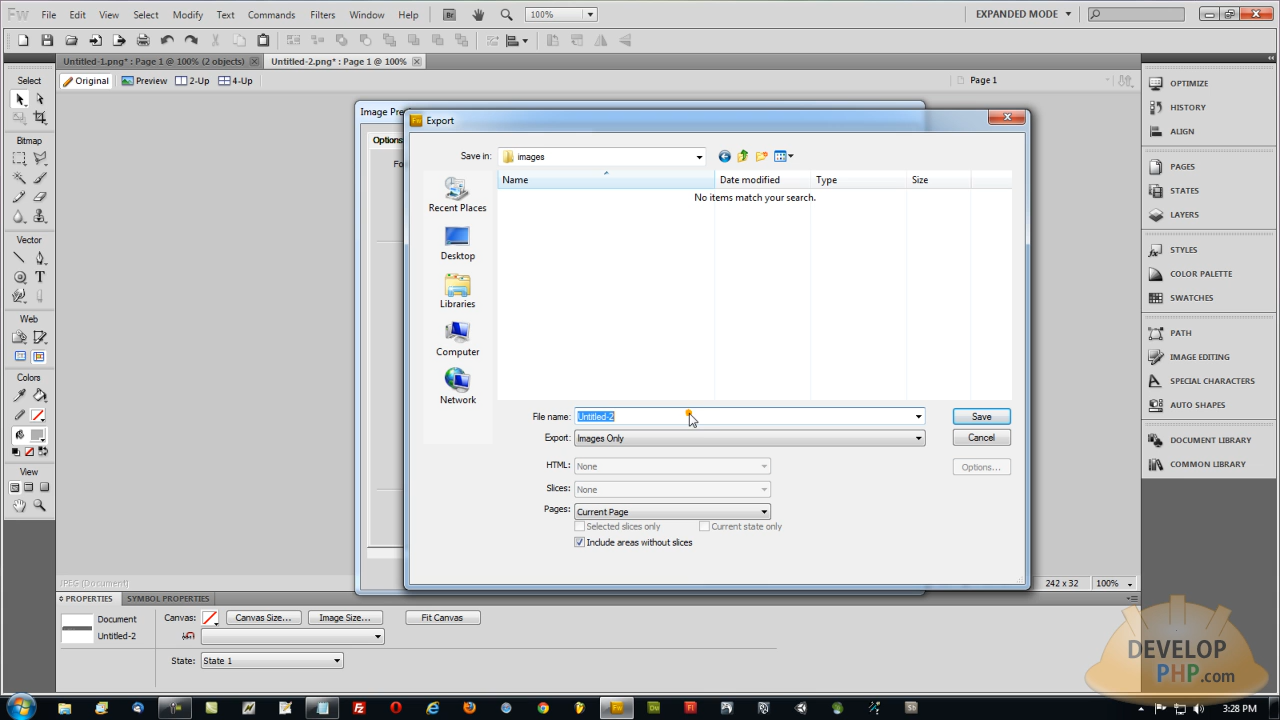 Fw File Edit View Select Modify Text Commands Filters Window Help Br 100% EXPANDED MODE
Untitled-1.png* : Page 1 @ 100% (2 objects) Untitled-2.png* : Page 1 @ 100%
Select Original Preview 2-Up 4-Up Page 1
Image Pre
Export
Options
Save in: images
Name Date modified Type Size
No items match your search.
Recent Places
Desktop
Libraries
Computer
Network
File name: Untitled-2 Save
Export: Images Only Cancel
HTML: None Options...
Slices: None
Pages: Current Page
Selected slices only Current state only
Include areas without slices
Bitmap
Vector
Web
Colors
View
OPTIMIZE
HISTORY
ALIGN
PAGES
STATES
LAYERS
STYLES
COLOR PALETTE
SWATCHES
PATH
IMAGE EDITING
SPECIAL CHARACTERS
AUTO SHAPES
DOCUMENT LIBRARY
COMMON LIBRARY
JPEG (Document) 242 x 32 100%
PROPERTIES SYMBOL PROPERTIES
Document Canvas: Canvas Size... Image Size... Fit Canvas
Untitled-2
State: State 1
DEVELOP
PHP.com
3:28 PM